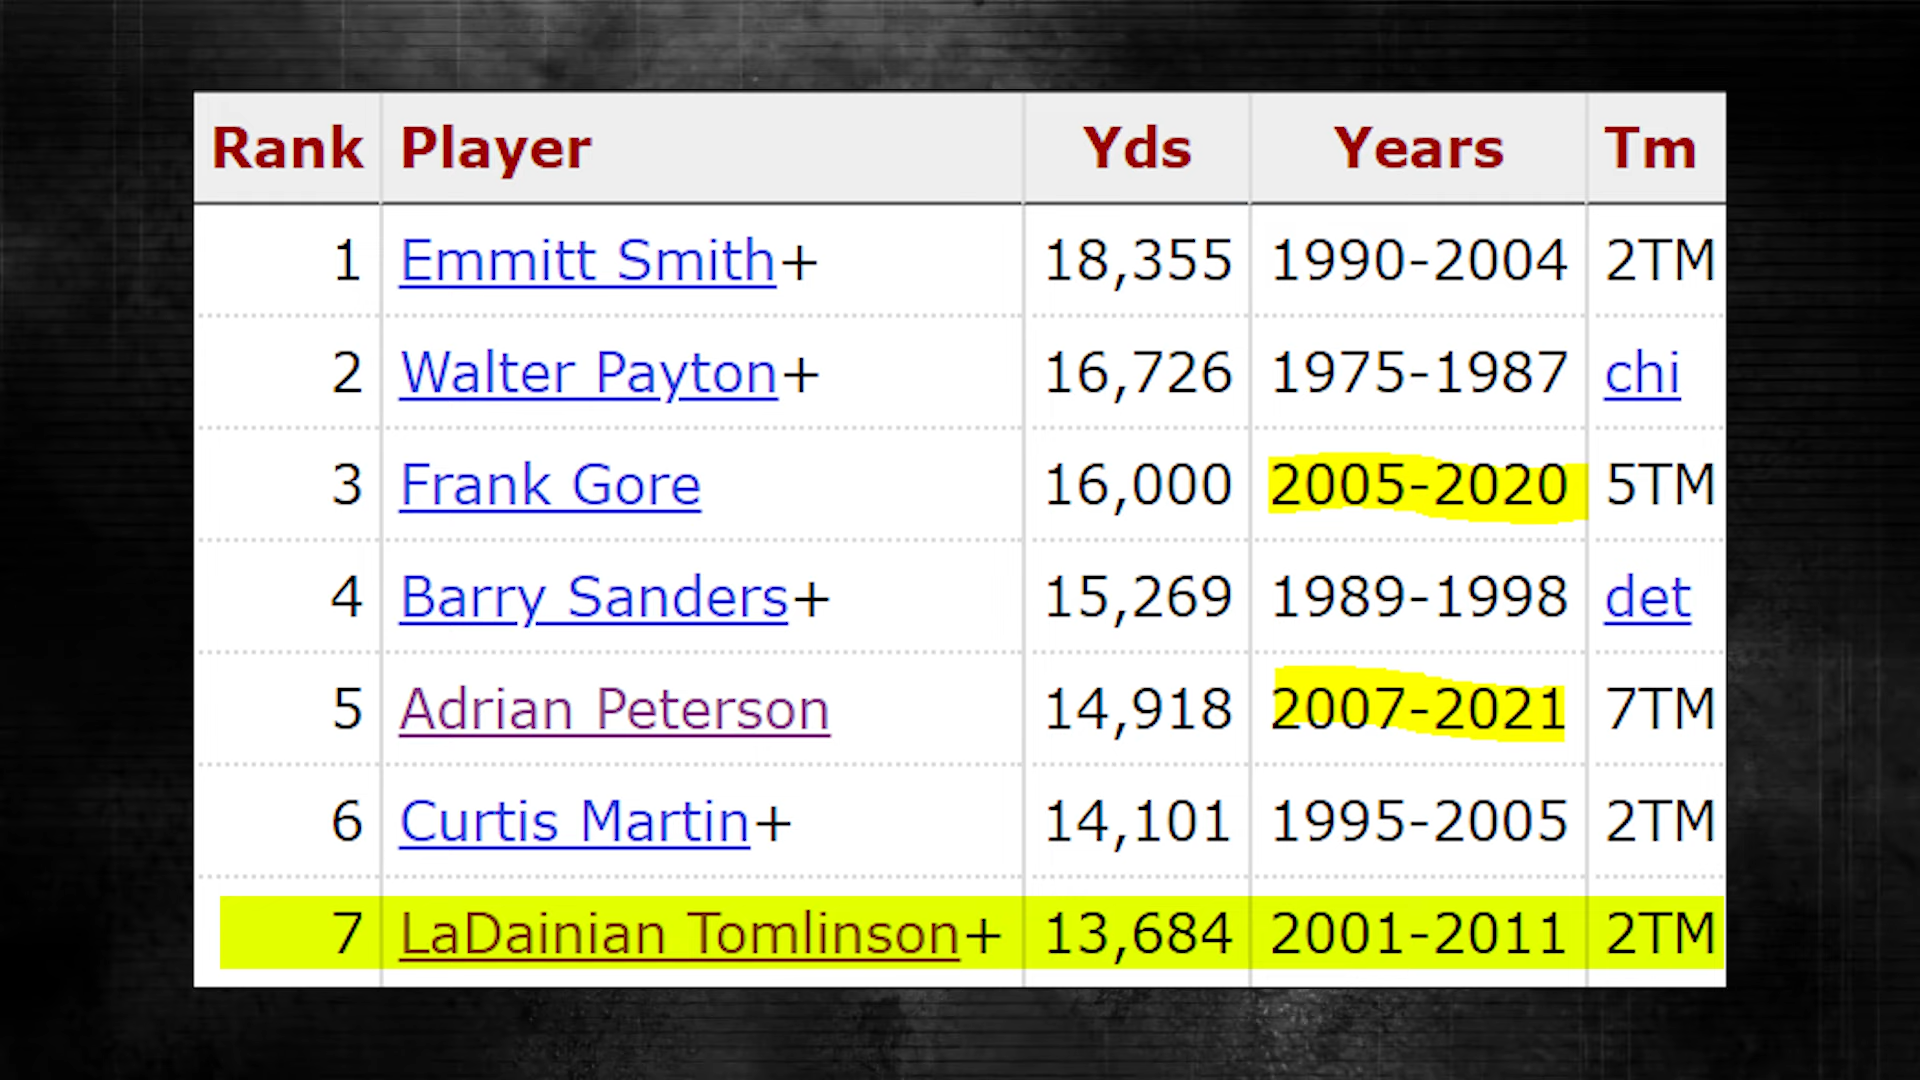 Rank Player Yds Years Tm
1 Emmitt Smith+ 18,355 1990-2004 2TM
2 Walter Payton+ 16,726 1975-1987 chi
3 Frank Gore 16,000 2005-2020 5TM
4 Barry Sanders+ 15,269 1989-1998 det
5 Adrian Peterson 14,918 2007-2021 7TM
6 Curtis Martin+ 14,101 1995-2005 2TM
7 LaDainian Tomlinson+ 13,684 2001-2011 2TM